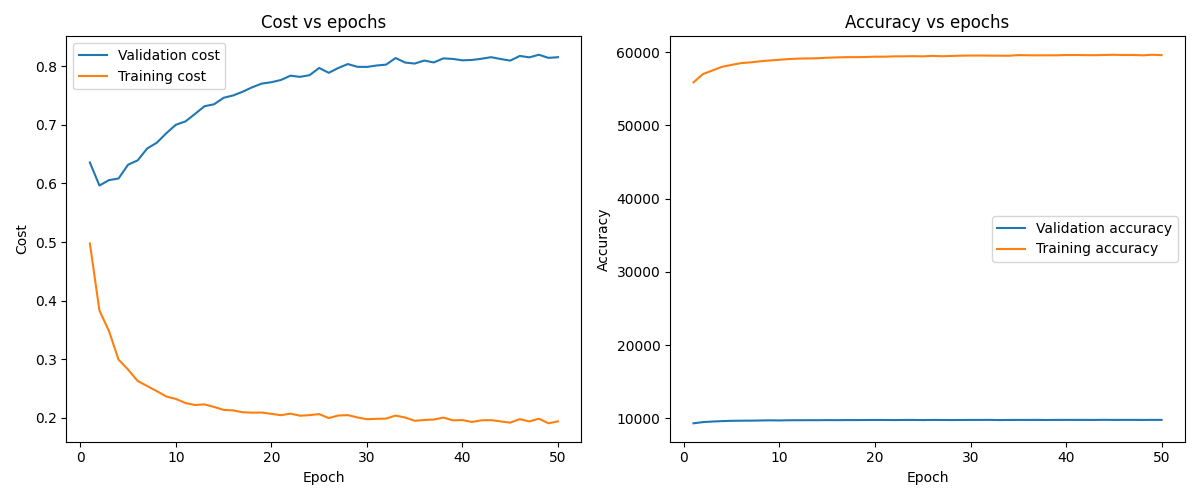 Cost vs epochs
Validation cost
Training cost
0.8
0.7
0.6
0.5
0.4
0.3
0.2
Cost
0
10
20
30
40
50
Epoch
Accuracy vs epochs
60000
50000
40000
30000
20000
10000
Accuracy
Validation accuracy
Training accuracy
0
10
20
30
40
50
Epoch